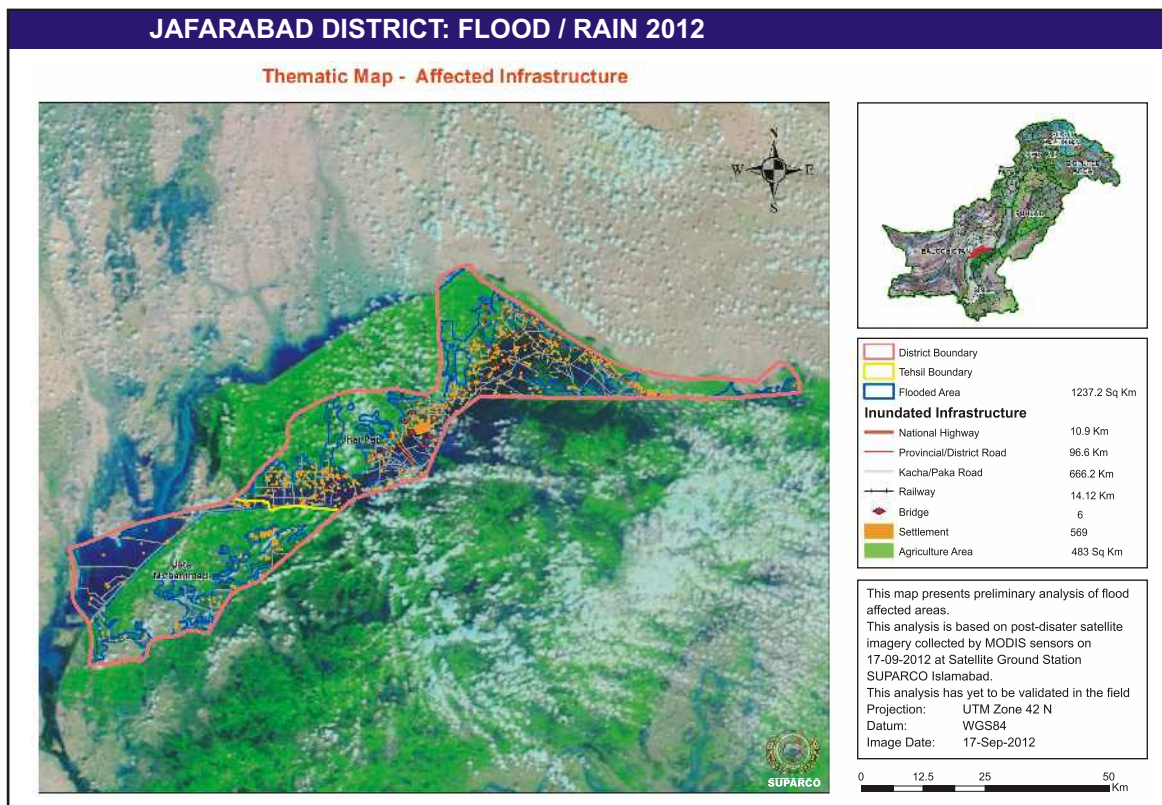 JAFARABAD DISTRICT: FLOOD / RAIN 2012
Thematic Map - Affected Infrastructure
N
W
E
S
BALOCHISTAN
PUNJAB
Jhat Pat
Usta
Mohammad
SUPARCO
District Boundary
Tehsil Boundary
Flooded Area 1237.2 Sq Km
Inundated Infrastructure
National Highway 10.9 Km
Provincial/District Road 96.6 Km
Kacha/Paka Road 666.2 Km
Railway 14.12 Km
Bridge 6
Settlement 569
Agriculture Area 483 Sq Km
This map presents preliminary analysis of flood
affected areas.
This analysis is based on post-disater satellite
imagery collected by MODIS sensors on
17-09-2012 at Satellite Ground Station
SUPARCO Islamabad.
This analysis has yet to be validated in the field
Projection: UTM Zone 42 N
Datum: WGS84
Image Date: 17-Sep-2012
0 12.5 25 50
Km